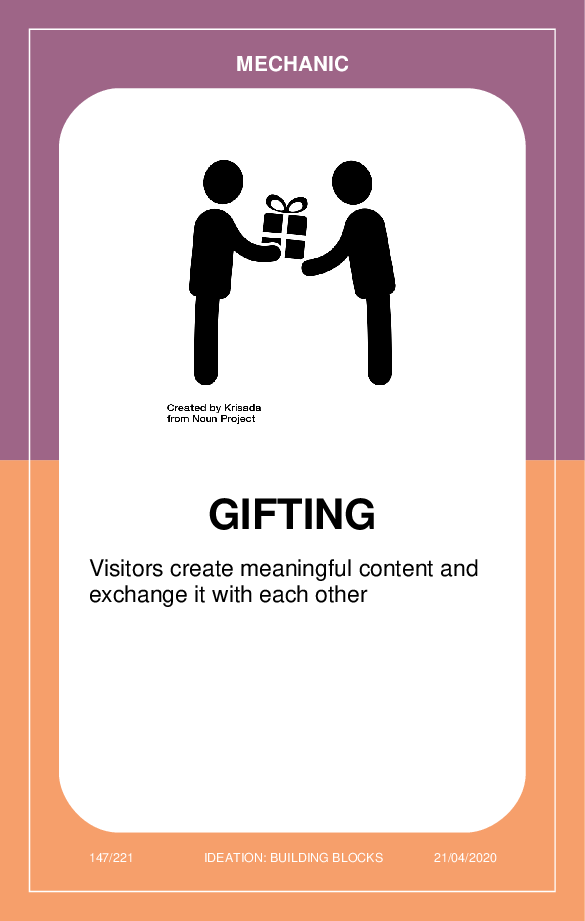 MECHANIC
Created by Krisada
from Noun Project
GIFTING
Visitors create meaningful content and
exchange it with each other
147/221 IDEATION: BUILDING BLOCKS 21/04/2020